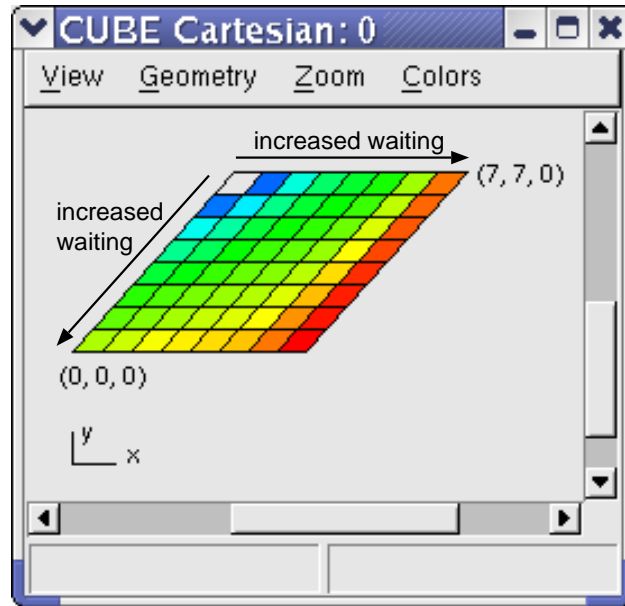 CUBE Cartesian: 0
View Geometry Zoom Colors
increased waiting
(7, 7, 0)
increased
waiting
(0, 0, 0)
y
x